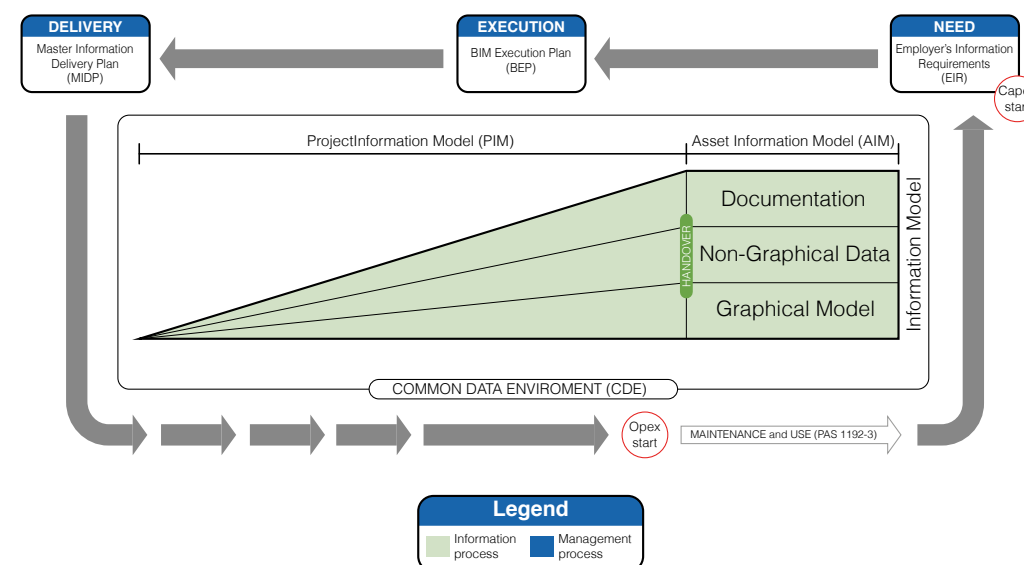 DELIVERY
Master Information
Delivery Plan
(MIDP)
EXECUTION
BIM Execution Plan
(BEP)
NEED
Employer's Information
Requirements
(EIR)
start
ProjectInformation Model (PIM)
Asset Information Model (AIM)
Documentation
Non-Graphical Data
Graphical Model
HANDOVER
Information Model
COMMON DATA ENVIROMENT (CDE)
Opex
start
MAINTENANCE and USE (PAS 1192-3)
Legend
Information
process
Management
process